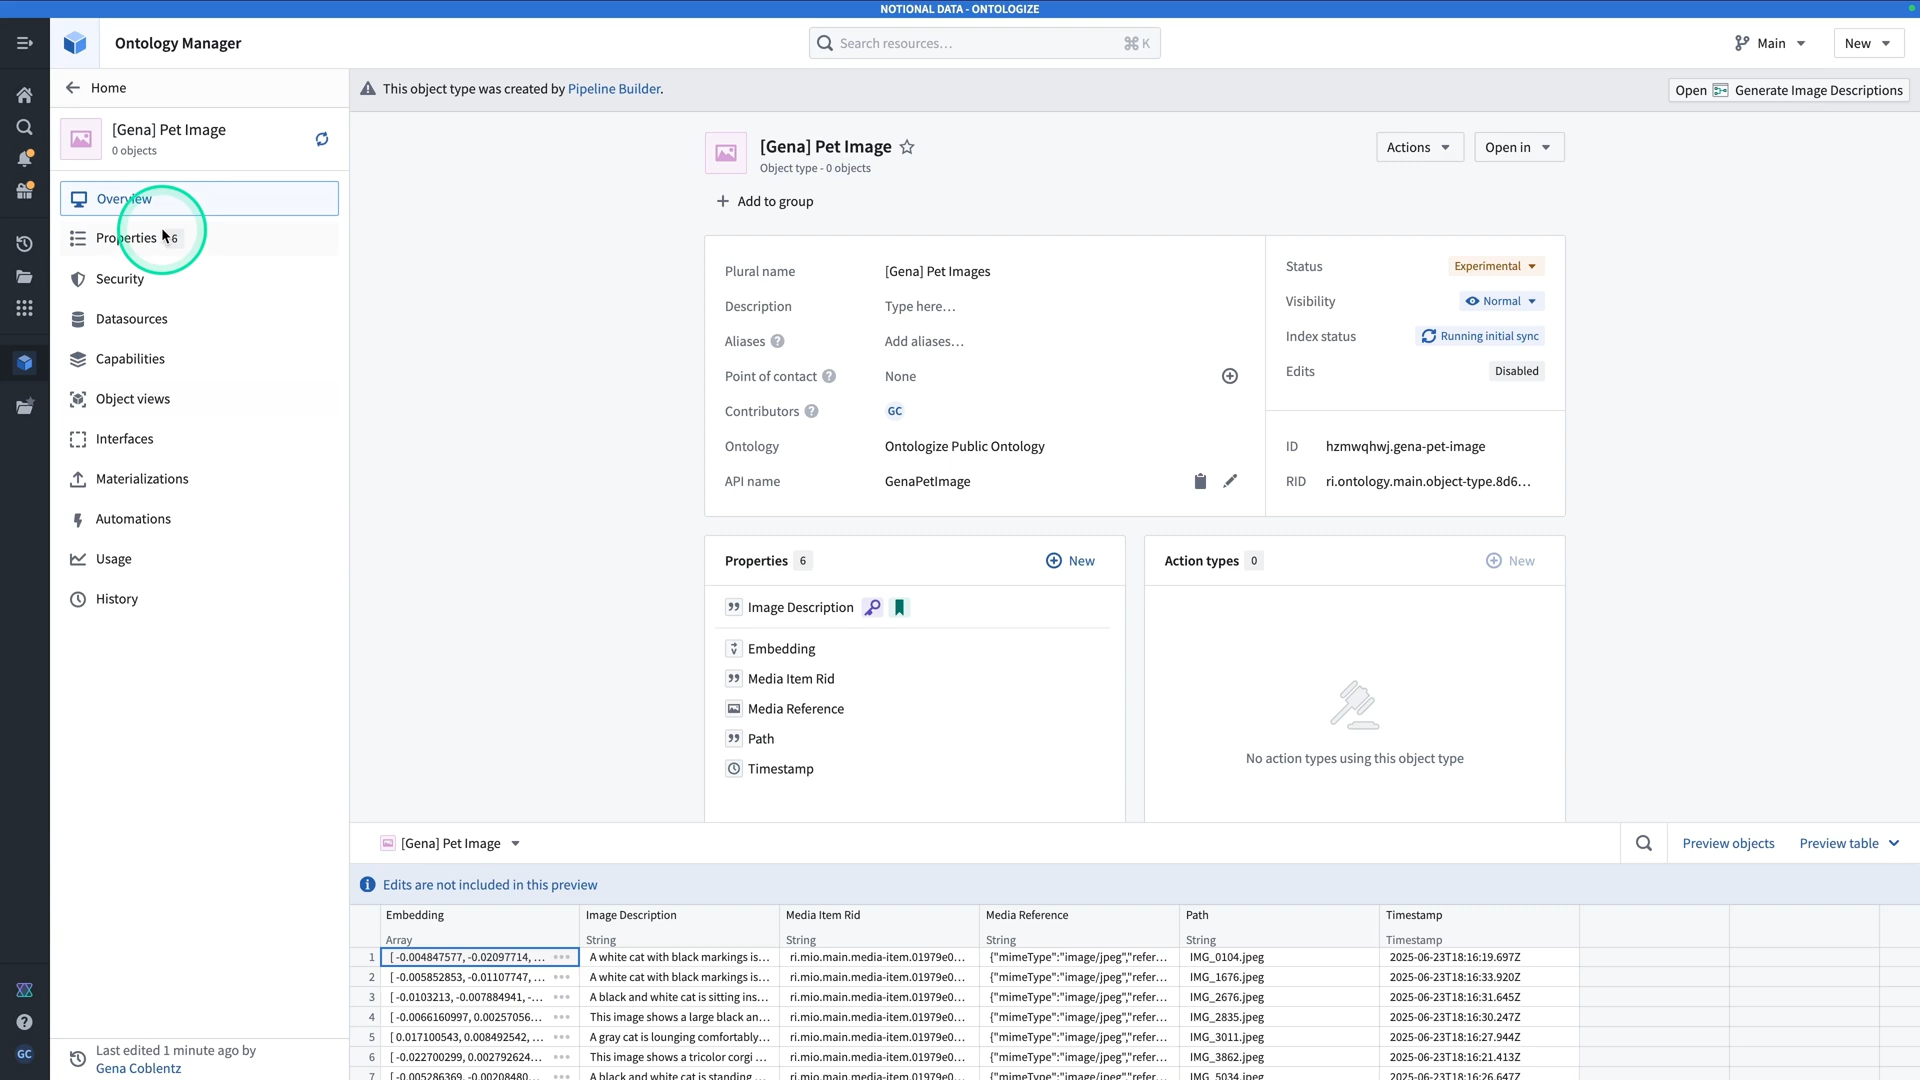 NOTIONAL DATA - ONTOLOGIZE
Ontology Manager
Search resources…
⌘ K
Main
New
Home
This object type was created by Pipeline Builder.
Open Generate Image Descriptions
[Gena] Pet Image
0 objects
[Gena] Pet Image
Object type - 0 objects
Actions
Open in
Add to group
Overview
Properties 6
Security
Datasources
Capabilities
Object views
Interfaces
Materializations
Automations
Usage
History
Plural name [Gena] Pet Images
Description Type here…
Aliases ? Add aliases…
Point of contact ? None
Contributors ? GC
Ontology Ontologize Public Ontology
API name GenaPetImage
Status Experimental
Visibility Normal
Index status Running initial sync
Edits Disabled
ID hzmwqhwj.gena-pet-image
RID ri.ontology.main.object-type.8d6…
Properties 6 New
Image Description
Embedding
Media Item Rid
Media Reference
Path
Timestamp
Action types 0 New
No action types using this object type
[Gena] Pet Image
Preview objects
Preview table
Edits are not included in this preview
Embedding Image Description Media Item Rid Media Reference Path Timestamp
Array String String String String Timestamp
1 [ -0.004847577, -0.02097714, … A white cat with black markings is… ri.mio.main.media-item.01979e0… {"mimeType":"image/jpeg","refer… IMG_0104.jpeg 2025-06-23T18:16:19.697Z
2 [ -0.005852853, -0.01107747, … A white cat with black markings is… ri.mio.main.media-item.01979e0… {"mimeType":"image/jpeg","refer… IMG_1676.jpeg 2025-06-23T18:16:33.920Z
3 [ -0.0103213, -0.007884941, -… A black and white cat is sitting ins… ri.mio.main.media-item.01979e0… {"mimeType":"image/jpeg","refer… IMG_2676.jpeg 2025-06-23T18:16:31.645Z
4 [ -0.0066160997, 0.00257056… This image shows a large black an… ri.mio.main.media-item.01979e0… {"mimeType":"image/jpeg","refer… IMG_2835.jpeg 2025-06-23T18:16:30.247Z
5 [ 0.017100543, 0.008492542, … A gray cat is lounging comfortably… ri.mio.main.media-item.01979e0… {"mimeType":"image/jpeg","refer… IMG_3011.jpeg 2025-06-23T18:16:27.944Z
6 [ -0.022700299, 0.002792624… This image shows a tricolor corgi … ri.mio.main.media-item.01979e0… {"mimeType":"image/jpeg","refer… IMG_3862.jpeg 2025-06-23T18:16:21.413Z
7 [ -0.005286369, -0.00208480… A black and white cat is standing … ri.mio.main.media-item.01979e0… {"mimeType":"image/jpeg","refer… IMG_5034.jpeg 2025-06-23T18:16:26.647Z
Last edited 1 minute ago by
Gena Coblentz
GC